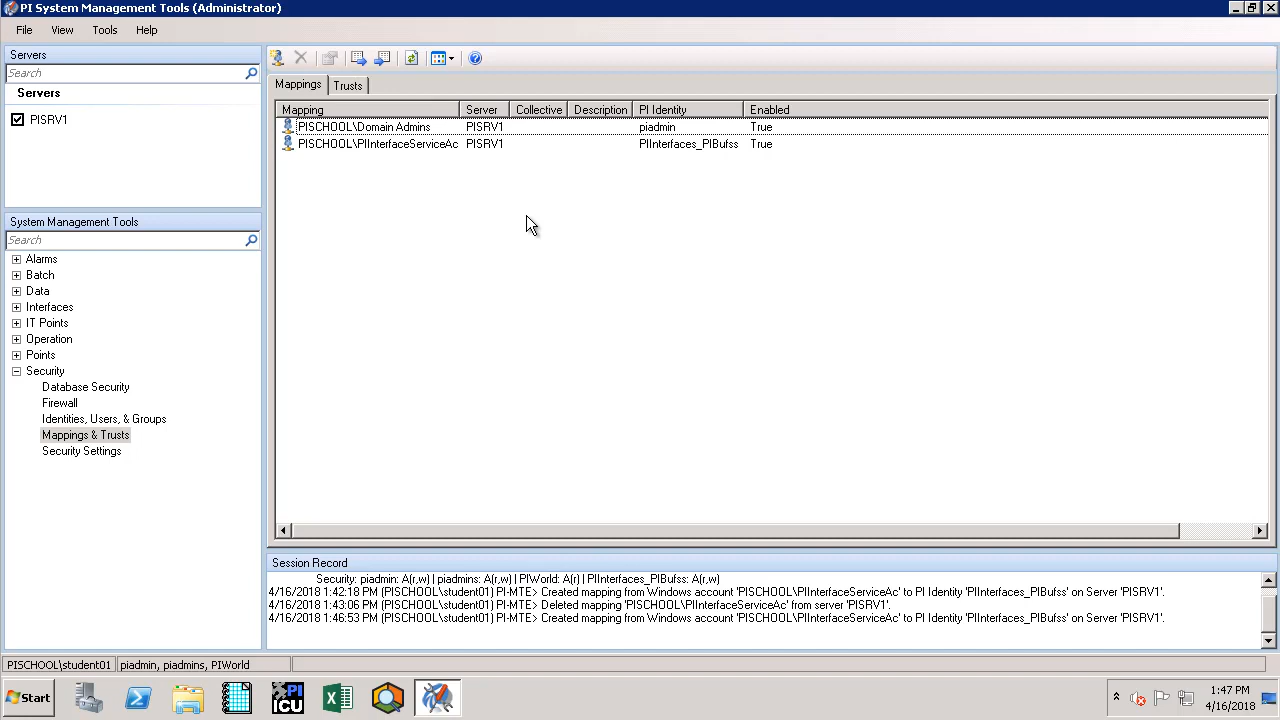 PI System Management Tools (Administrator)
File View Tools Help
Servers
Search
Servers
PISRV1
System Management Tools
Search
Alarms
Batch
Data
Interfaces
IT Points
Operation
Points
Security
Database Security
Firewall
Identities, Users, & Groups
Mappings & Trusts
Security Settings
Mappings Trusts
Mapping Server Collective Description PI Identity Enabled
PISCHOOL\Domain Admins PISRV1 piadmin True
PISCHOOL\PIInterfaceServiceAc PISRV1 PIInterfaces_PIBufss True
Session Record
Security: piadmin: A(r,w) | piadmins: A(r,w) | PIWorld: A(r) | PIInterfaces_PIBufss: A(r,w)
4/16/2018 1:42:18 PM (PISCHOOL\student01) PI-MTE> Created mapping from Windows account 'PISCHOOL\PIInterfaceServiceAc' to PI Identity 'PIInterfaces_PIBufss' on Server 'PISRV1'.
4/16/2018 1:43:06 PM (PISCHOOL\student01) PI-MTE> Deleted mapping 'PISCHOOL\PIInterfaceServiceAc' from server 'PISRV1'.
4/16/2018 1:46:53 PM (PISCHOOL\student01) PI-MTE> Created mapping from Windows account 'PISCHOOL\PIInterfaceServiceAc' to PI Identity 'PIInterfaces_PIBufss' on Server 'PISRV1'.
PISCHOOL\student01 piadmin, piadmins, PIWorld
Start
PI
ICU
1:47 PM
4/16/2018